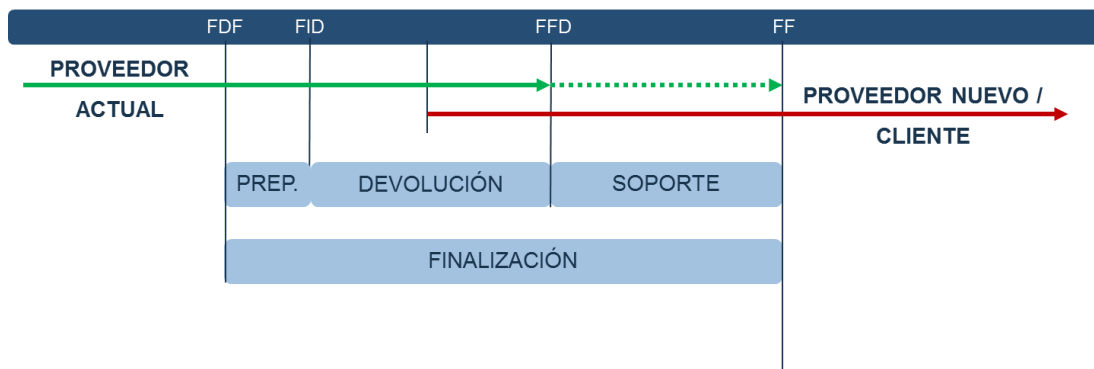 FDF FID FFD FF
PROVEEDOR
ACTUAL
PROVEEDOR NUEVO /
CLIENTE
PREP. DEVOLUCIÓN SOPORTE
FINALIZACIÓN